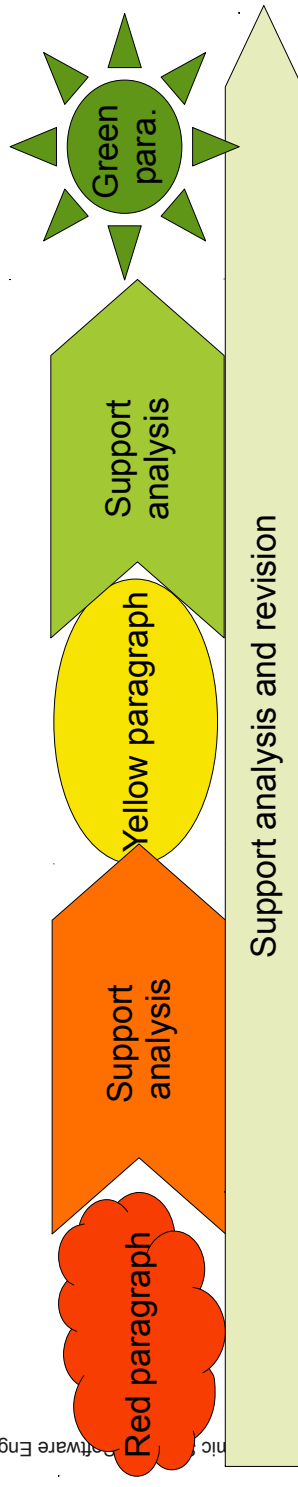 Red paragraph
Support
analysis
Yellow paragraph
Support
analysis
Green
para.
Support analysis and revision